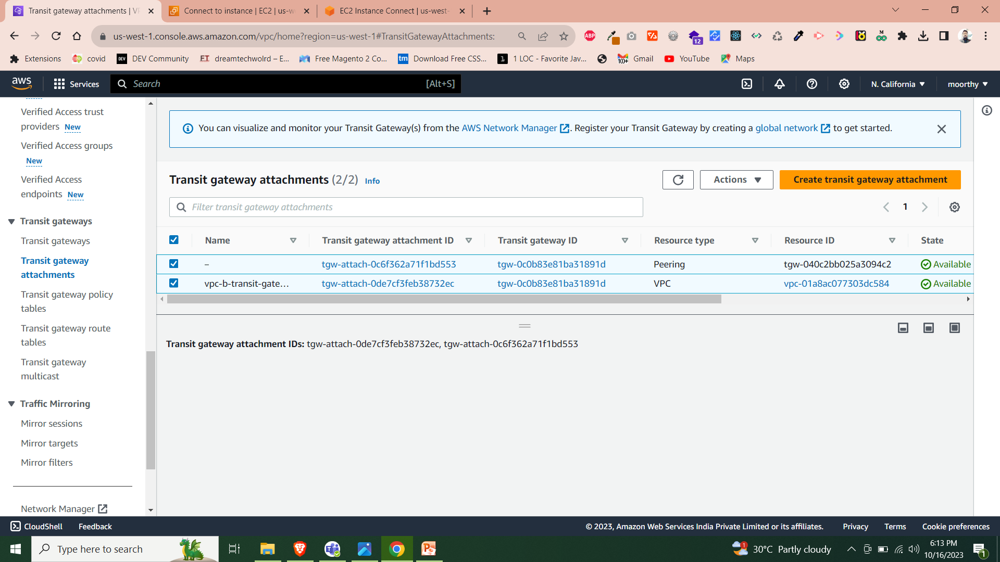 Transit gateway attachments | VP
Connect to instance | EC2 | us-w
EC2 Instance Connect | us-west-
us-west-1.console.aws.amazon.com/vpc/home?region=us-west-1#TransitGatewayAttachments:
ABP
12
Extensions
covid
DEV
DEV Community
dreamtechwolrd – E...
Free Magento 2 Co...
tm
Download Free CSS...
1 LOC - Favorite Jav...
100+
Gmail
YouTube
Maps
aws
Services
Search
[Alt+S]
N. California
moorthy
Verified Access trust
providers New
Verified Access groups
New
Verified Access
endpoints New
Transit gateways
Transit gateways
Transit gateway
attachments
Transit gateway policy
tables
Transit gateway route
tables
Transit gateway
multicast
Traffic Mirroring
Mirror sessions
Mirror targets
Mirror filters
Network Manager
You can visualize and monitor your Transit Gateway(s) from the AWS Network Manager. Register your Transit Gateway by creating a global network to get started.
Transit gateway attachments (2/2) Info
Actions
Create transit gateway attachment
Filter transit gateway attachments
1
Name Transit gateway attachment ID Transit gateway ID Resource type Resource ID State
– tgw-attach-0c6f362a71f1bd553 tgw-0c0b83e81ba31891d Peering tgw-040c2bb025a3094c2 Available
vpc-b-transit-gate... tgw-attach-0de7cf3feb38732ec tgw-0c0b83e81ba31891d VPC vpc-01a8ac077303dc584 Available
Transit gateway attachment IDs: tgw-attach-0de7cf3feb38732ec, tgw-attach-0c6f362a71f1bd553
CloudShell
Feedback
© 2023, Amazon Web Services India Private Limited or its affiliates.
Privacy
Terms
Cookie preferences
Type here to search
1
30°C Partly cloudy
6:13 PM
10/16/2023
1